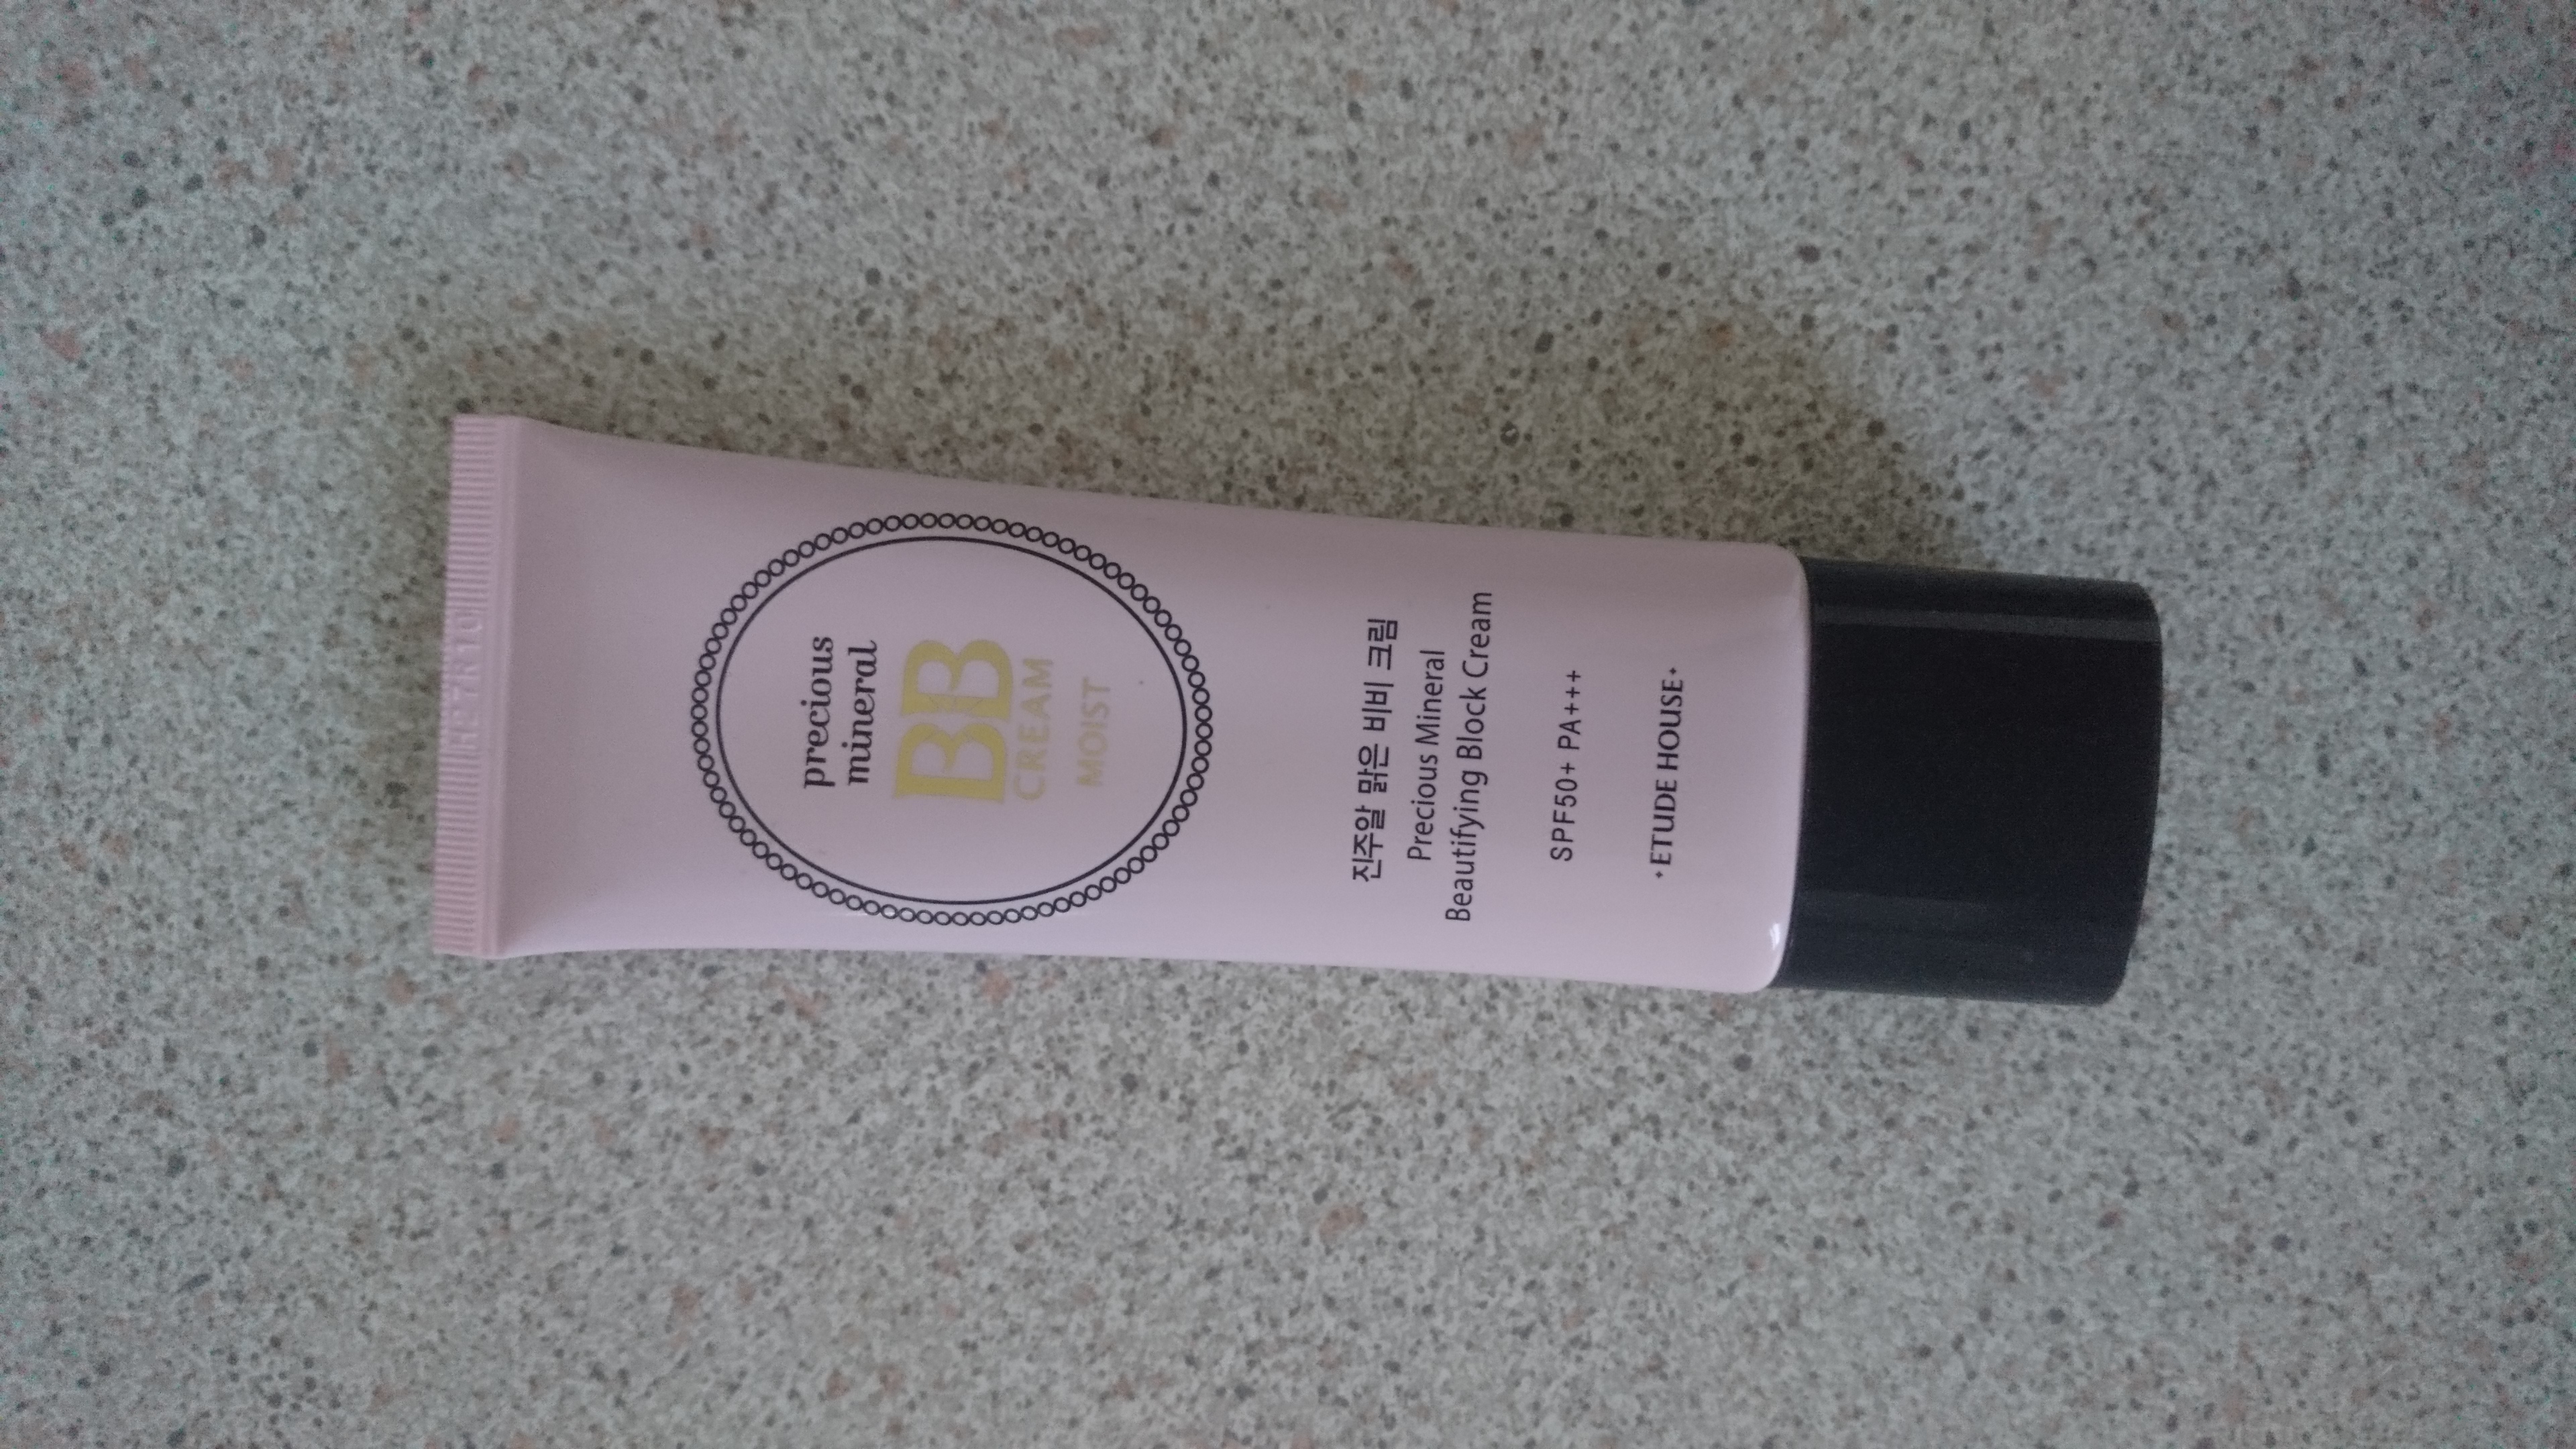 precious
mineral
BB
CREAM
MOIST
진주알 맑은 비비 크림
Precious Mineral
Beautifying Block Cream
SPF50+ PA+++
ETUDE HOUSE